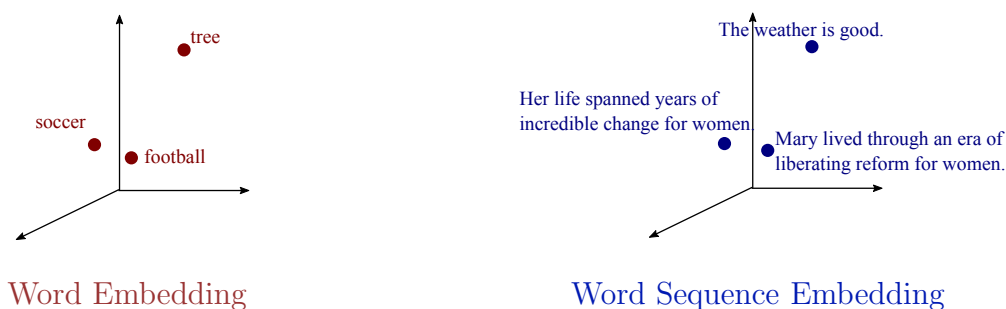 tree
soccer
football
Word Embedding
The weather is good.
Her life spanned years of
incredible change for women.
Mary lived through an era of
liberating reform for women.
Word Sequence Embedding